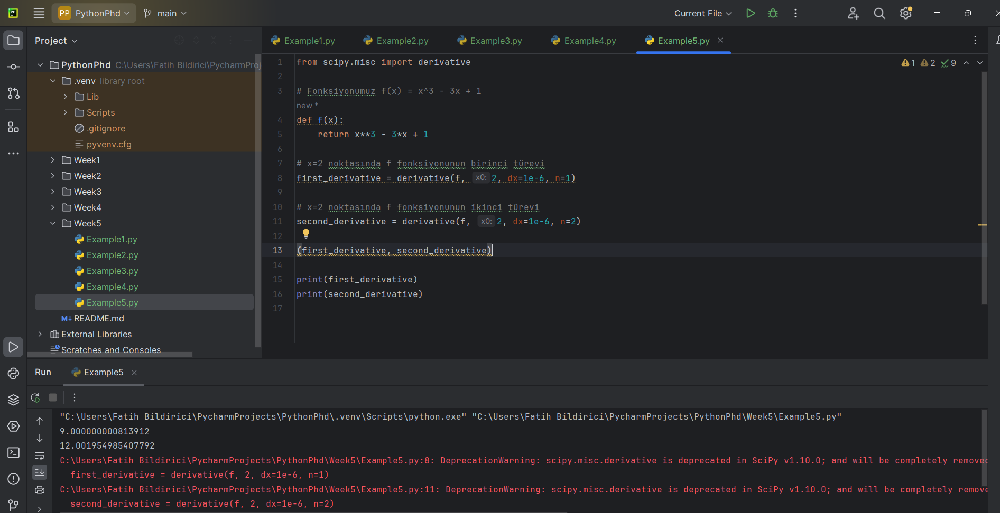 PC
PP PythonPhd main Current File
Project
PythonPhd C:\Users\Fatih Bildirici\PycharmProj
.venv library root
Lib
Scripts
.gitignore
pyvenv.cfg
Week1
Week2
Week3
Week4
Week5
Example1.py
Example2.py
Example3.py
Example4.py
Example5.py
M↓ README.md
External Libraries
Scratches and Consoles
Example1.py Example2.py Example3.py Example4.py Example5.py
1 2 9
1 from scipy.misc import derivative
2
3 # Fonksiyonumuz f(x) = x^3 - 3x + 1
new *
4 def f(x):
5 return x**3 - 3*x + 1
6
7 # x=2 noktasında f fonksiyonunun birinci türevi
8 first_derivative = derivative(f, x0: 2, dx=1e-6, n=1)
9
10 # x=2 noktasında f fonksiyonunun ikinci türevi
11 second_derivative = derivative(f, x0: 2, dx=1e-6, n=2)
12
13 (first_derivative, second_derivative)
14
15 print(first_derivative)
16 print(second_derivative)
17
Run Example5
"C:\Users\Fatih Bildirici\PycharmProjects\PythonPhd\.venv\Scripts\python.exe" "C:\Users\Fatih Bildirici\PycharmProjects\PythonPhd\Week5\Example5.py"
9.000000000813912
12.001954985407792
C:\Users\Fatih Bildirici\PycharmProjects\PythonPhd\Week5\Example5.py:8: DeprecationWarning: scipy.misc.derivative is deprecated in SciPy v1.10.0; and will be completely removed
first_derivative = derivative(f, 2, dx=1e-6, n=1)
C:\Users\Fatih Bildirici\PycharmProjects\PythonPhd\Week5\Example5.py:11: DeprecationWarning: scipy.misc.derivative is deprecated in SciPy v1.10.0; and will be completely remove
second_derivative = derivative(f, 2, dx=1e-6, n=2)